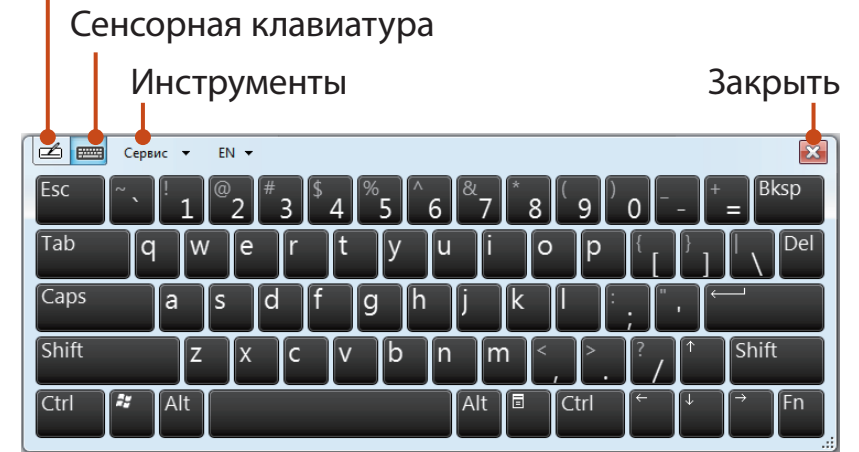 Сенсорная клавиатура
Инструменты Закрыть
Сервис EN
Esc ~ ` ! 1 @ 2 # 3 $ 4 % 5 ^ 6 & 7 * 8 ( 9 ) 0 _ - + = Bksp
Tab q w e r t y u i o p { [ } ] | \ Del
Caps a s d f g h j k l : ; " ' ←
Shift z x c v b n m < , > . ? / ↑ Shift
Ctrl Alt Alt Ctrl ← ↓ → Fn